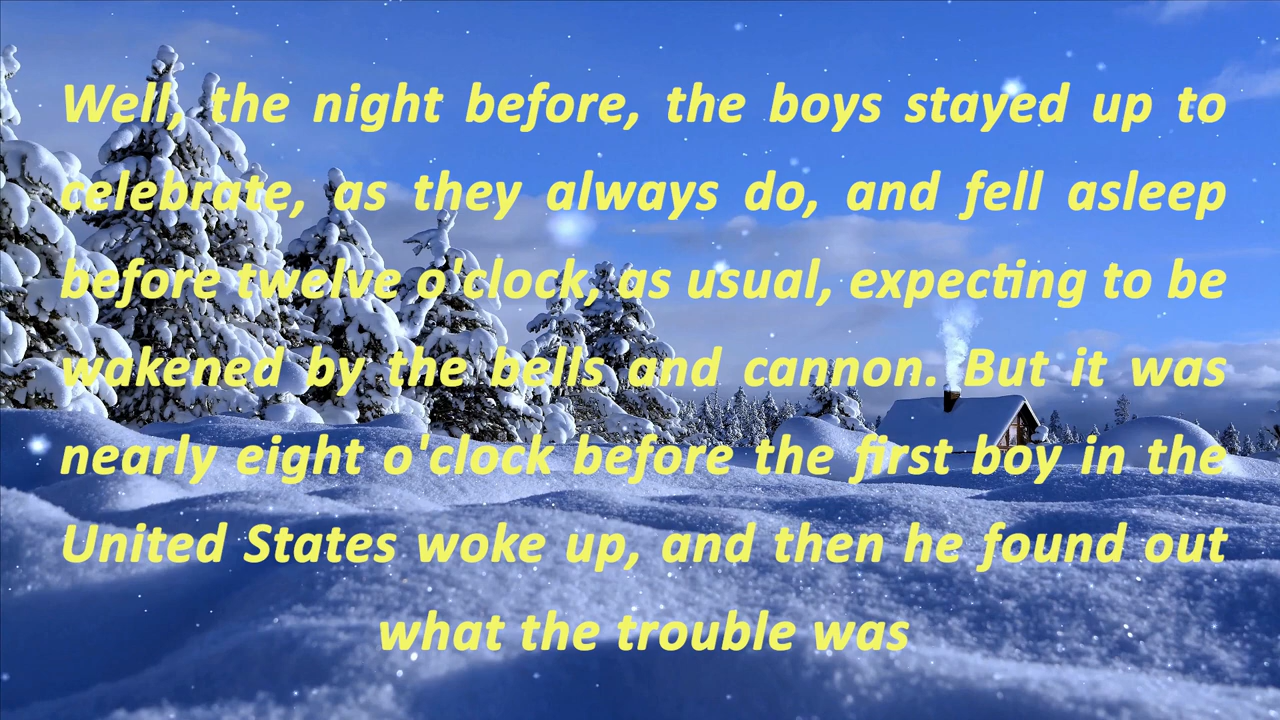 Well, the night before, the boys stayed up to
celebrate, as they always do, and fell asleep
before twelve o'clock, as usual, expecting to be
wakened by the bells and cannon. But it was
nearly eight o'clock before the first boy in the
United States woke up, and then he found out
what the trouble was